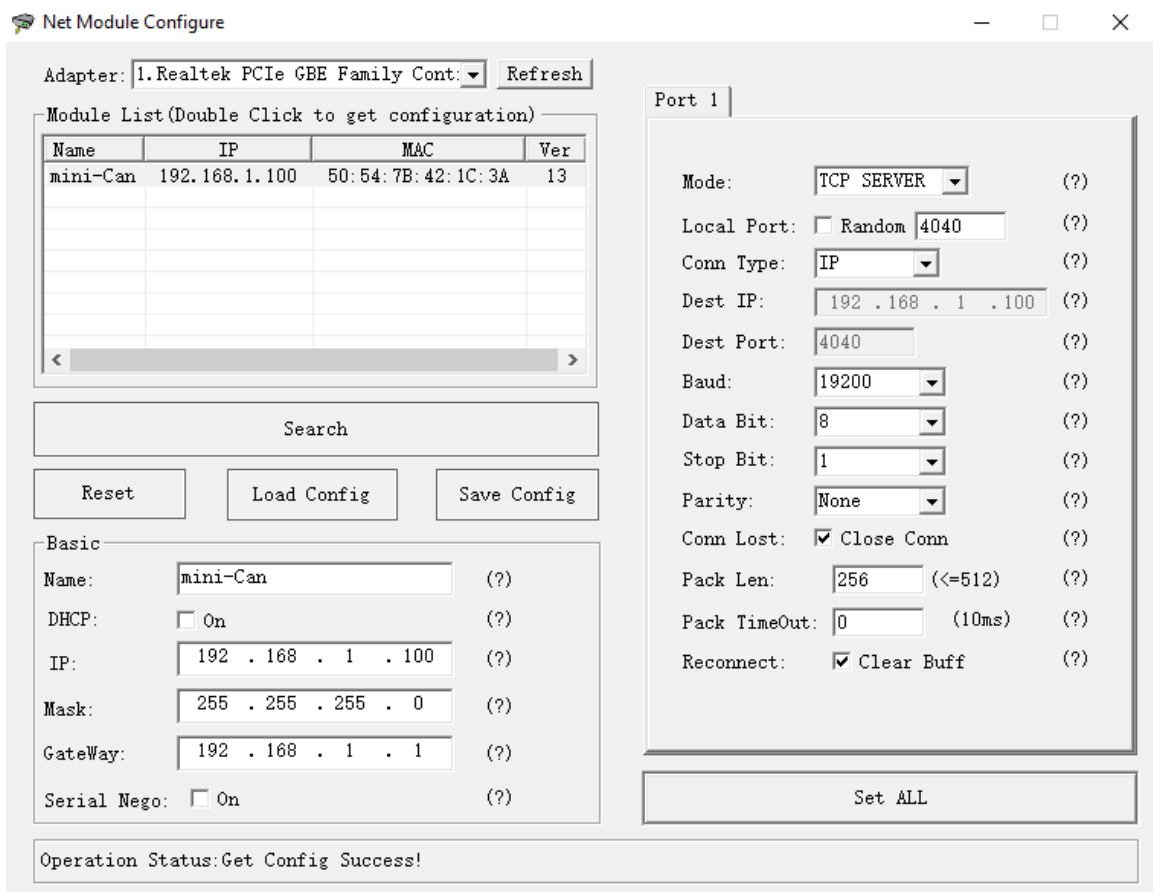 Net Module Configure
Adapter: 1.Realtek PCIe GBE Family Cont: Refresh
Module List(Double Click to get configuration)
Name IP MAC Ver
mini-Can 192.168.1.100 50:54:7B:42:1C:3A 13
Search
Reset Load Config Save Config
Basic
Name: mini-Can (?)
DHCP: On (?)
IP: 192 . 168 . 1 . 100 (?)
Mask: 255 . 255 . 255 . 0 (?)
GateWay: 192 . 168 . 1 . 1 (?)
Serial Nego: On (?)
Port 1
Mode: TCP SERVER (?)
Local Port: Random 4040 (?)
Conn Type: IP (?)
Dest IP: 192 . 168 . 1 . 100 (?)
Dest Port: 4040 (?)
Baud: 19200 (?)
Data Bit: 8 (?)
Stop Bit: 1 (?)
Parity: None (?)
Conn Lost: Close Conn (?)
Pack Len: 256 (<=512) (?)
Pack TimeOut: 0 (10ms) (?)
Reconnect: Clear Buff (?)
Set ALL
Operation Status:Get Config Success!